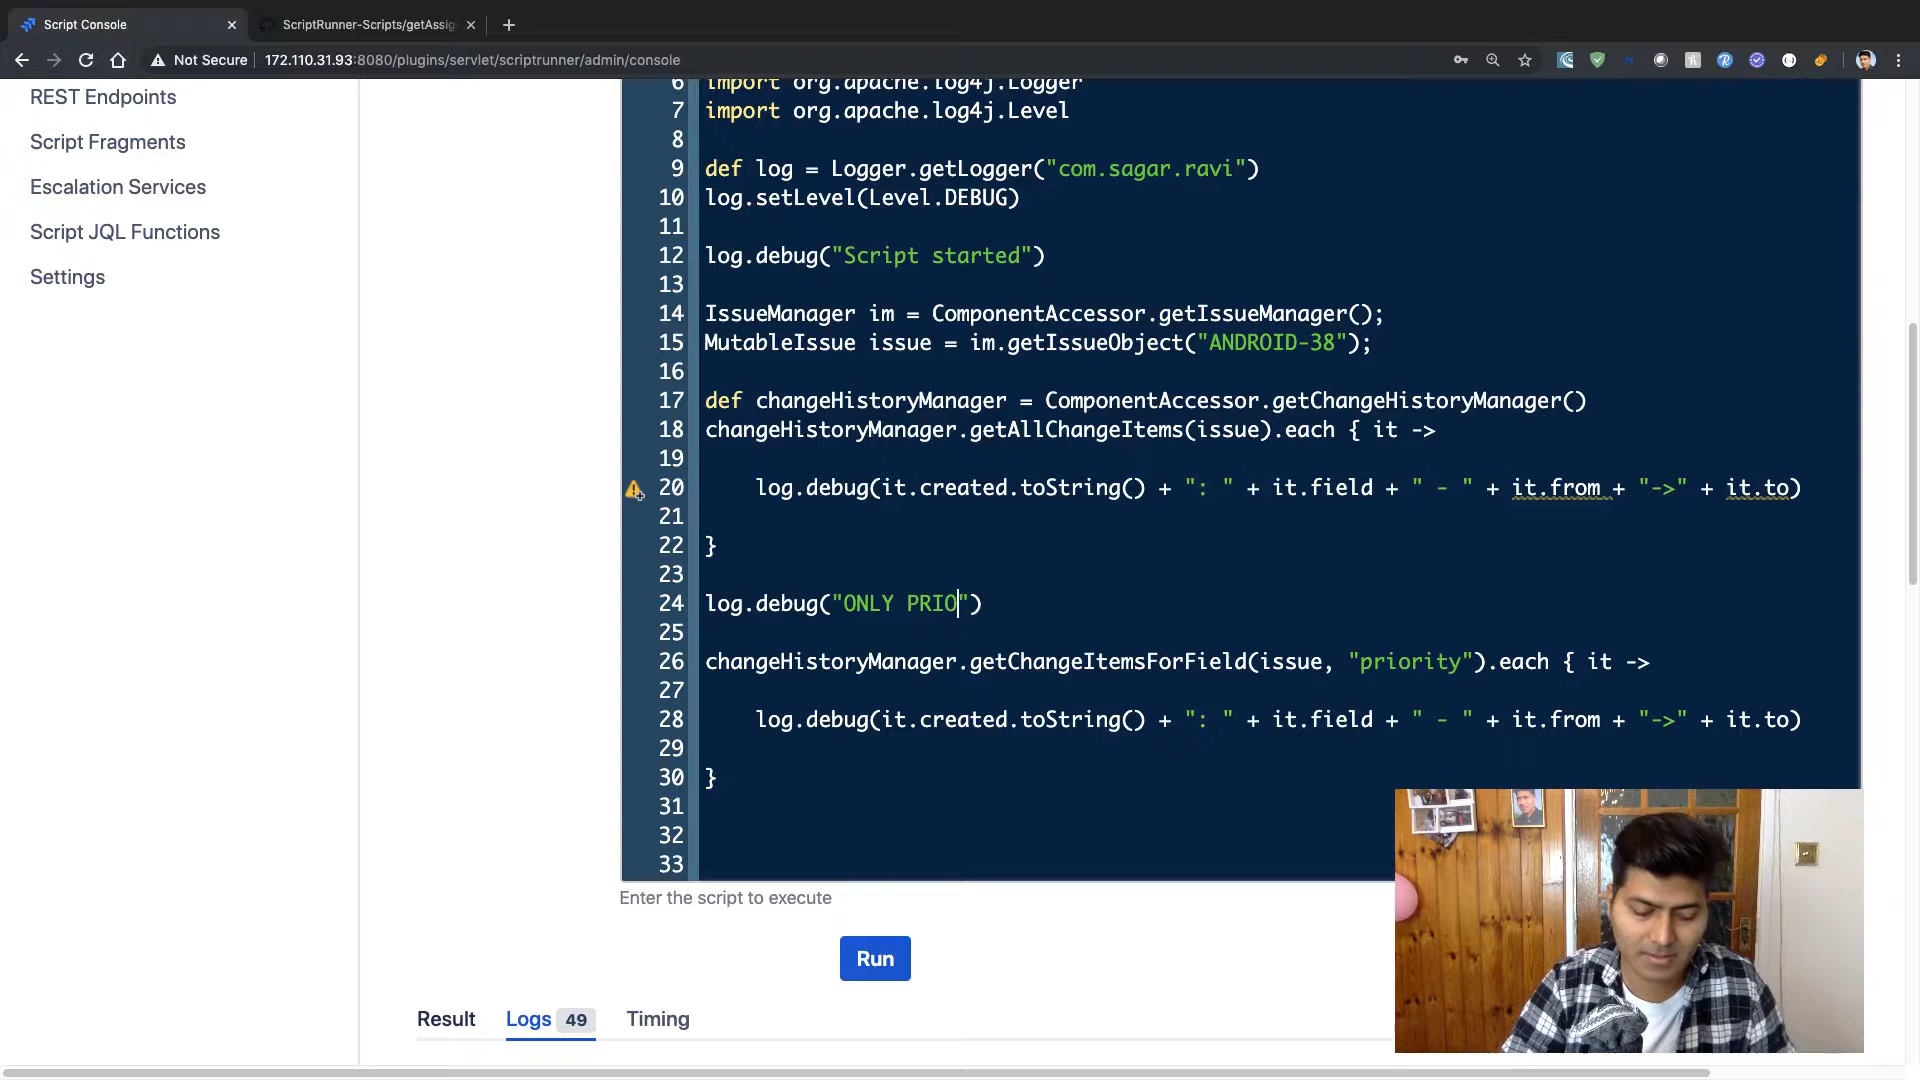 Script Console
ScriptRunner-Scripts/getAssig
Not Secure
172.110.31.93:8080/plugins/servlet/scriptrunner/admin/console
REST Endpoints
Script Fragments
Escalation Services
Script JQL Functions
Settings
6 import org.apache.log4j.Logger
7 import org.apache.log4j.Level
8
9 def log = Logger.getLogger("com.sagar.ravi")
10 log.setLevel(Level.DEBUG)
11
12 log.debug("Script started")
13
14 IssueManager im = ComponentAccessor.getIssueManager();
15 MutableIssue issue = im.getIssueObject("ANDROID-38");
16
17 def changeHistoryManager = ComponentAccessor.getChangeHistoryManager()
18 changeHistoryManager.getAllChangeItems(issue).each { it ->
19
20 log.debug(it.created.toString() + ": " + it.field + " - " + it.from + "->" + it.to)
21
22 }
23
24 log.debug("ONLY PRIO")
25
26 changeHistoryManager.getChangeItemsForField(issue, "priority").each { it ->
27
28 log.debug(it.created.toString() + ": " + it.field + " - " + it.from + "->" + it.to)
29
30 }
31
32
33
Enter the script to execute
Run
Result
Logs 49
Timing